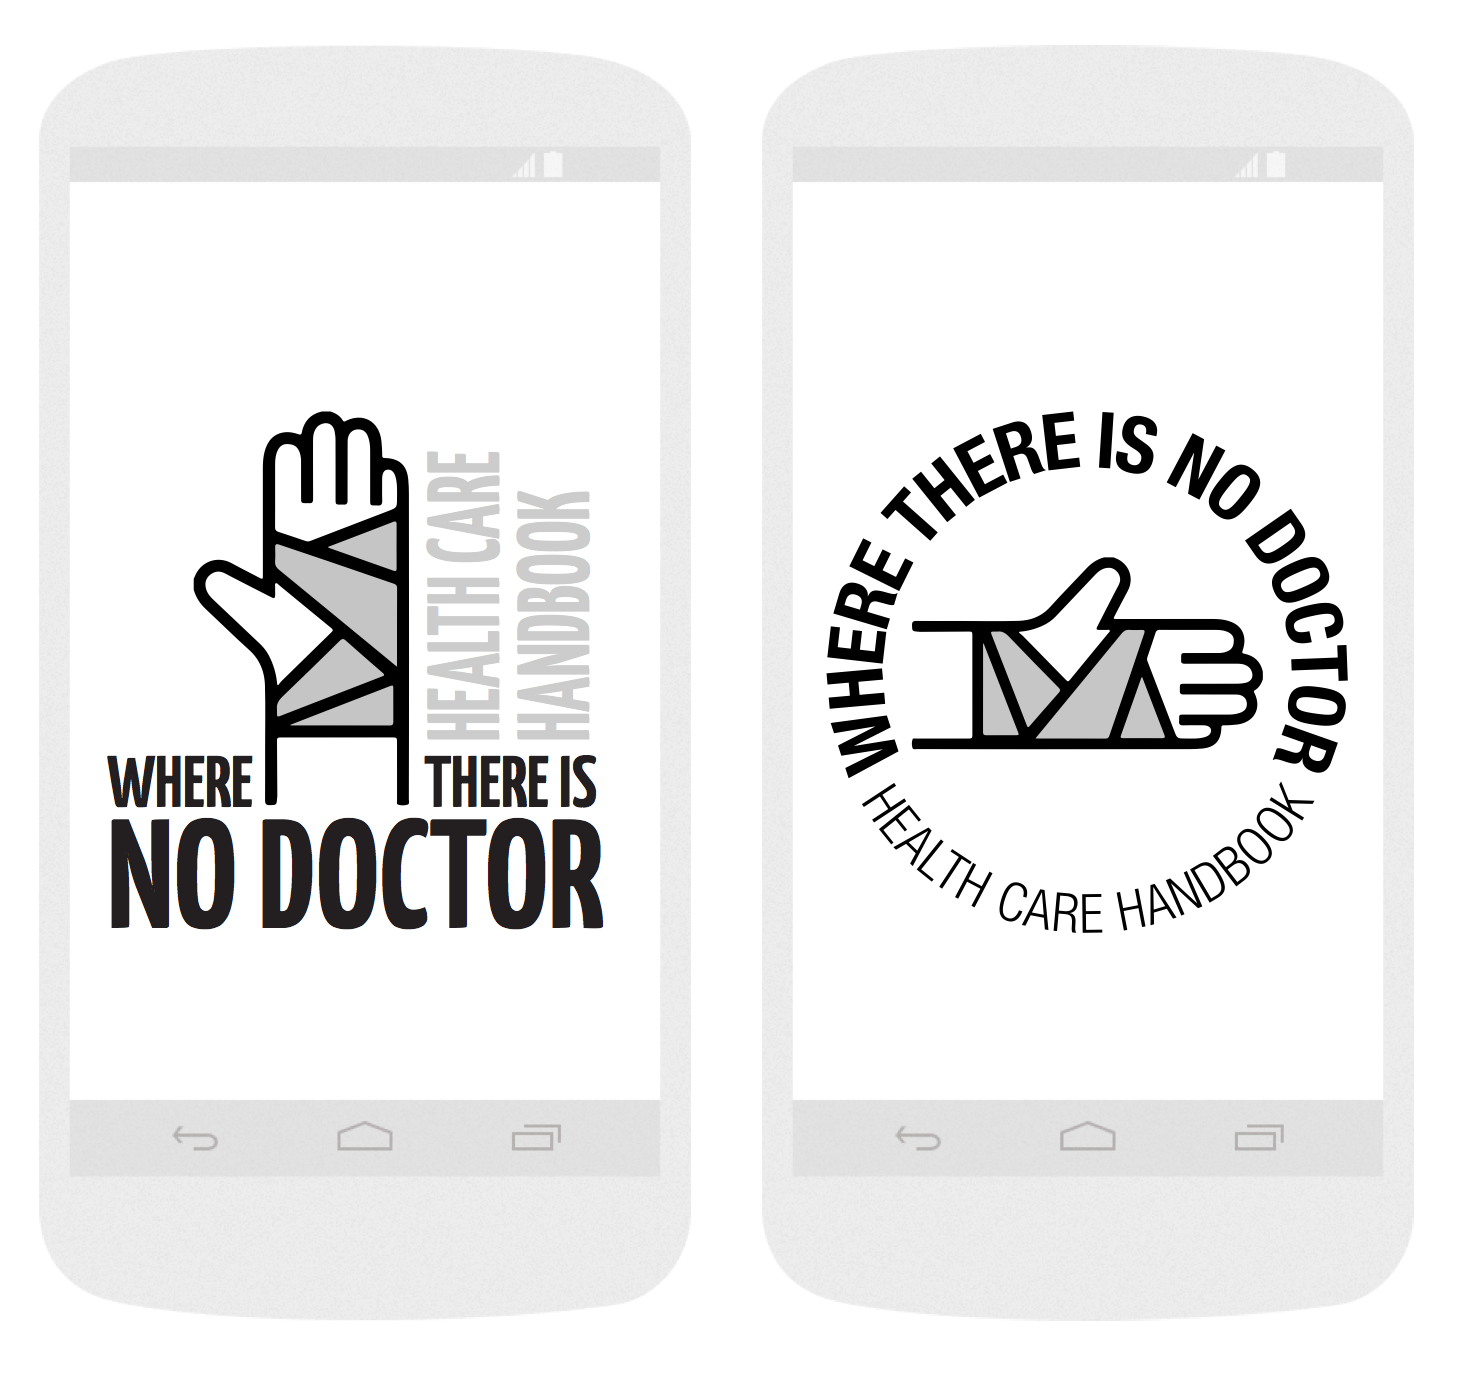 HEALTH CARE
HANDBOOK
WHERE THERE IS
NO DOCTOR
WHERE THERE IS NO DOCTOR
HEALTH CARE HANDBOOK